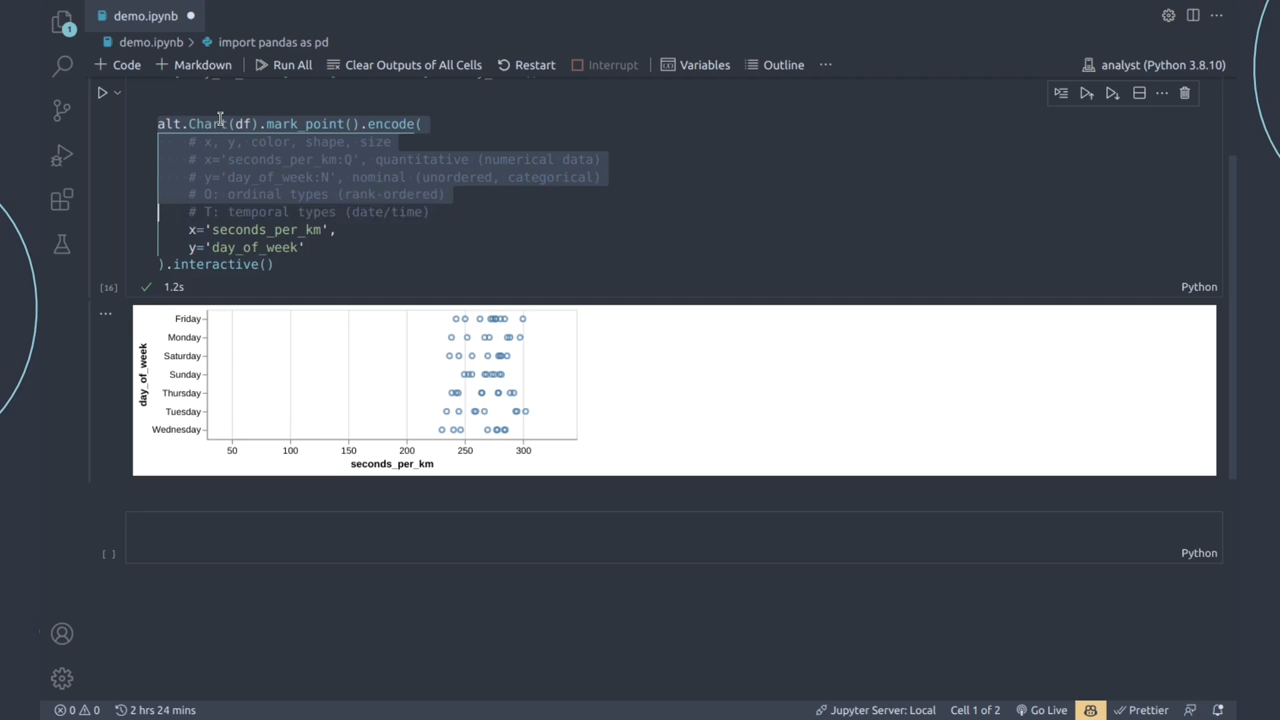 demo.ipynb
1
demo.ipynb > import pandas as pd
+ Code + Markdown Run All Clear Outputs of All Cells Restart Interrupt Variables Outline ...
analyst (Python 3.8.10)
alt.Chart(df).mark_point().encode(
# x, y, color, shape, size
# x='seconds_per_km:Q', quantitative (numerical data)
# y='day_of_week:N', nominal (unordered, categorical)
# O: ordinal types (rank-ordered)
# T: temporal types (date/time)
x='seconds_per_km',
y='day_of_week'
).interactive()
[16] 1.2s Python
day_of_week
Friday
Monday
Saturday
Sunday
Thursday
Tuesday
Wednesday
50 100 150 200 250 300
seconds_per_km
[ ] Python
0 0 2 hrs 24 mins Jupyter Server: Local Cell 1 of 2 Go Live Prettier